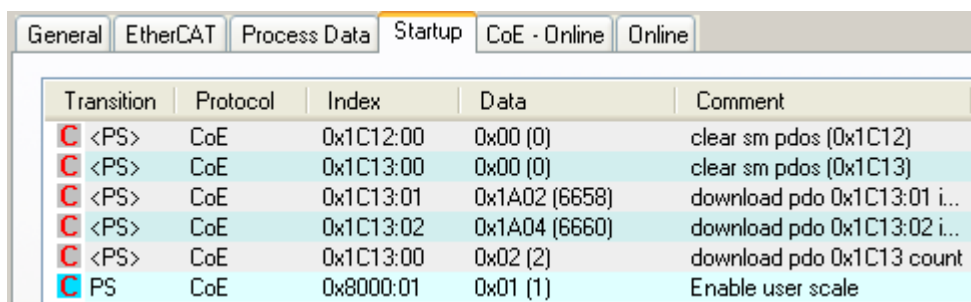 General EtherCAT Process Data Startup CoE - Online Online
Transition Protocol Index Data Comment
C <PS> CoE 0x1C12:00 0x00 (0) clear sm pdos (0x1C12)
C <PS> CoE 0x1C13:00 0x00 (0) clear sm pdos (0x1C13)
C <PS> CoE 0x1C13:01 0x1A02 (6658) download pdo 0x1C13:01 i...
C <PS> CoE 0x1C13:02 0x1A04 (6660) download pdo 0x1C13:02 i...
C <PS> CoE 0x1C13:00 0x02 (2) download pdo 0x1C13 count
C PS CoE 0x8000:01 0x01 (1) Enable user scale